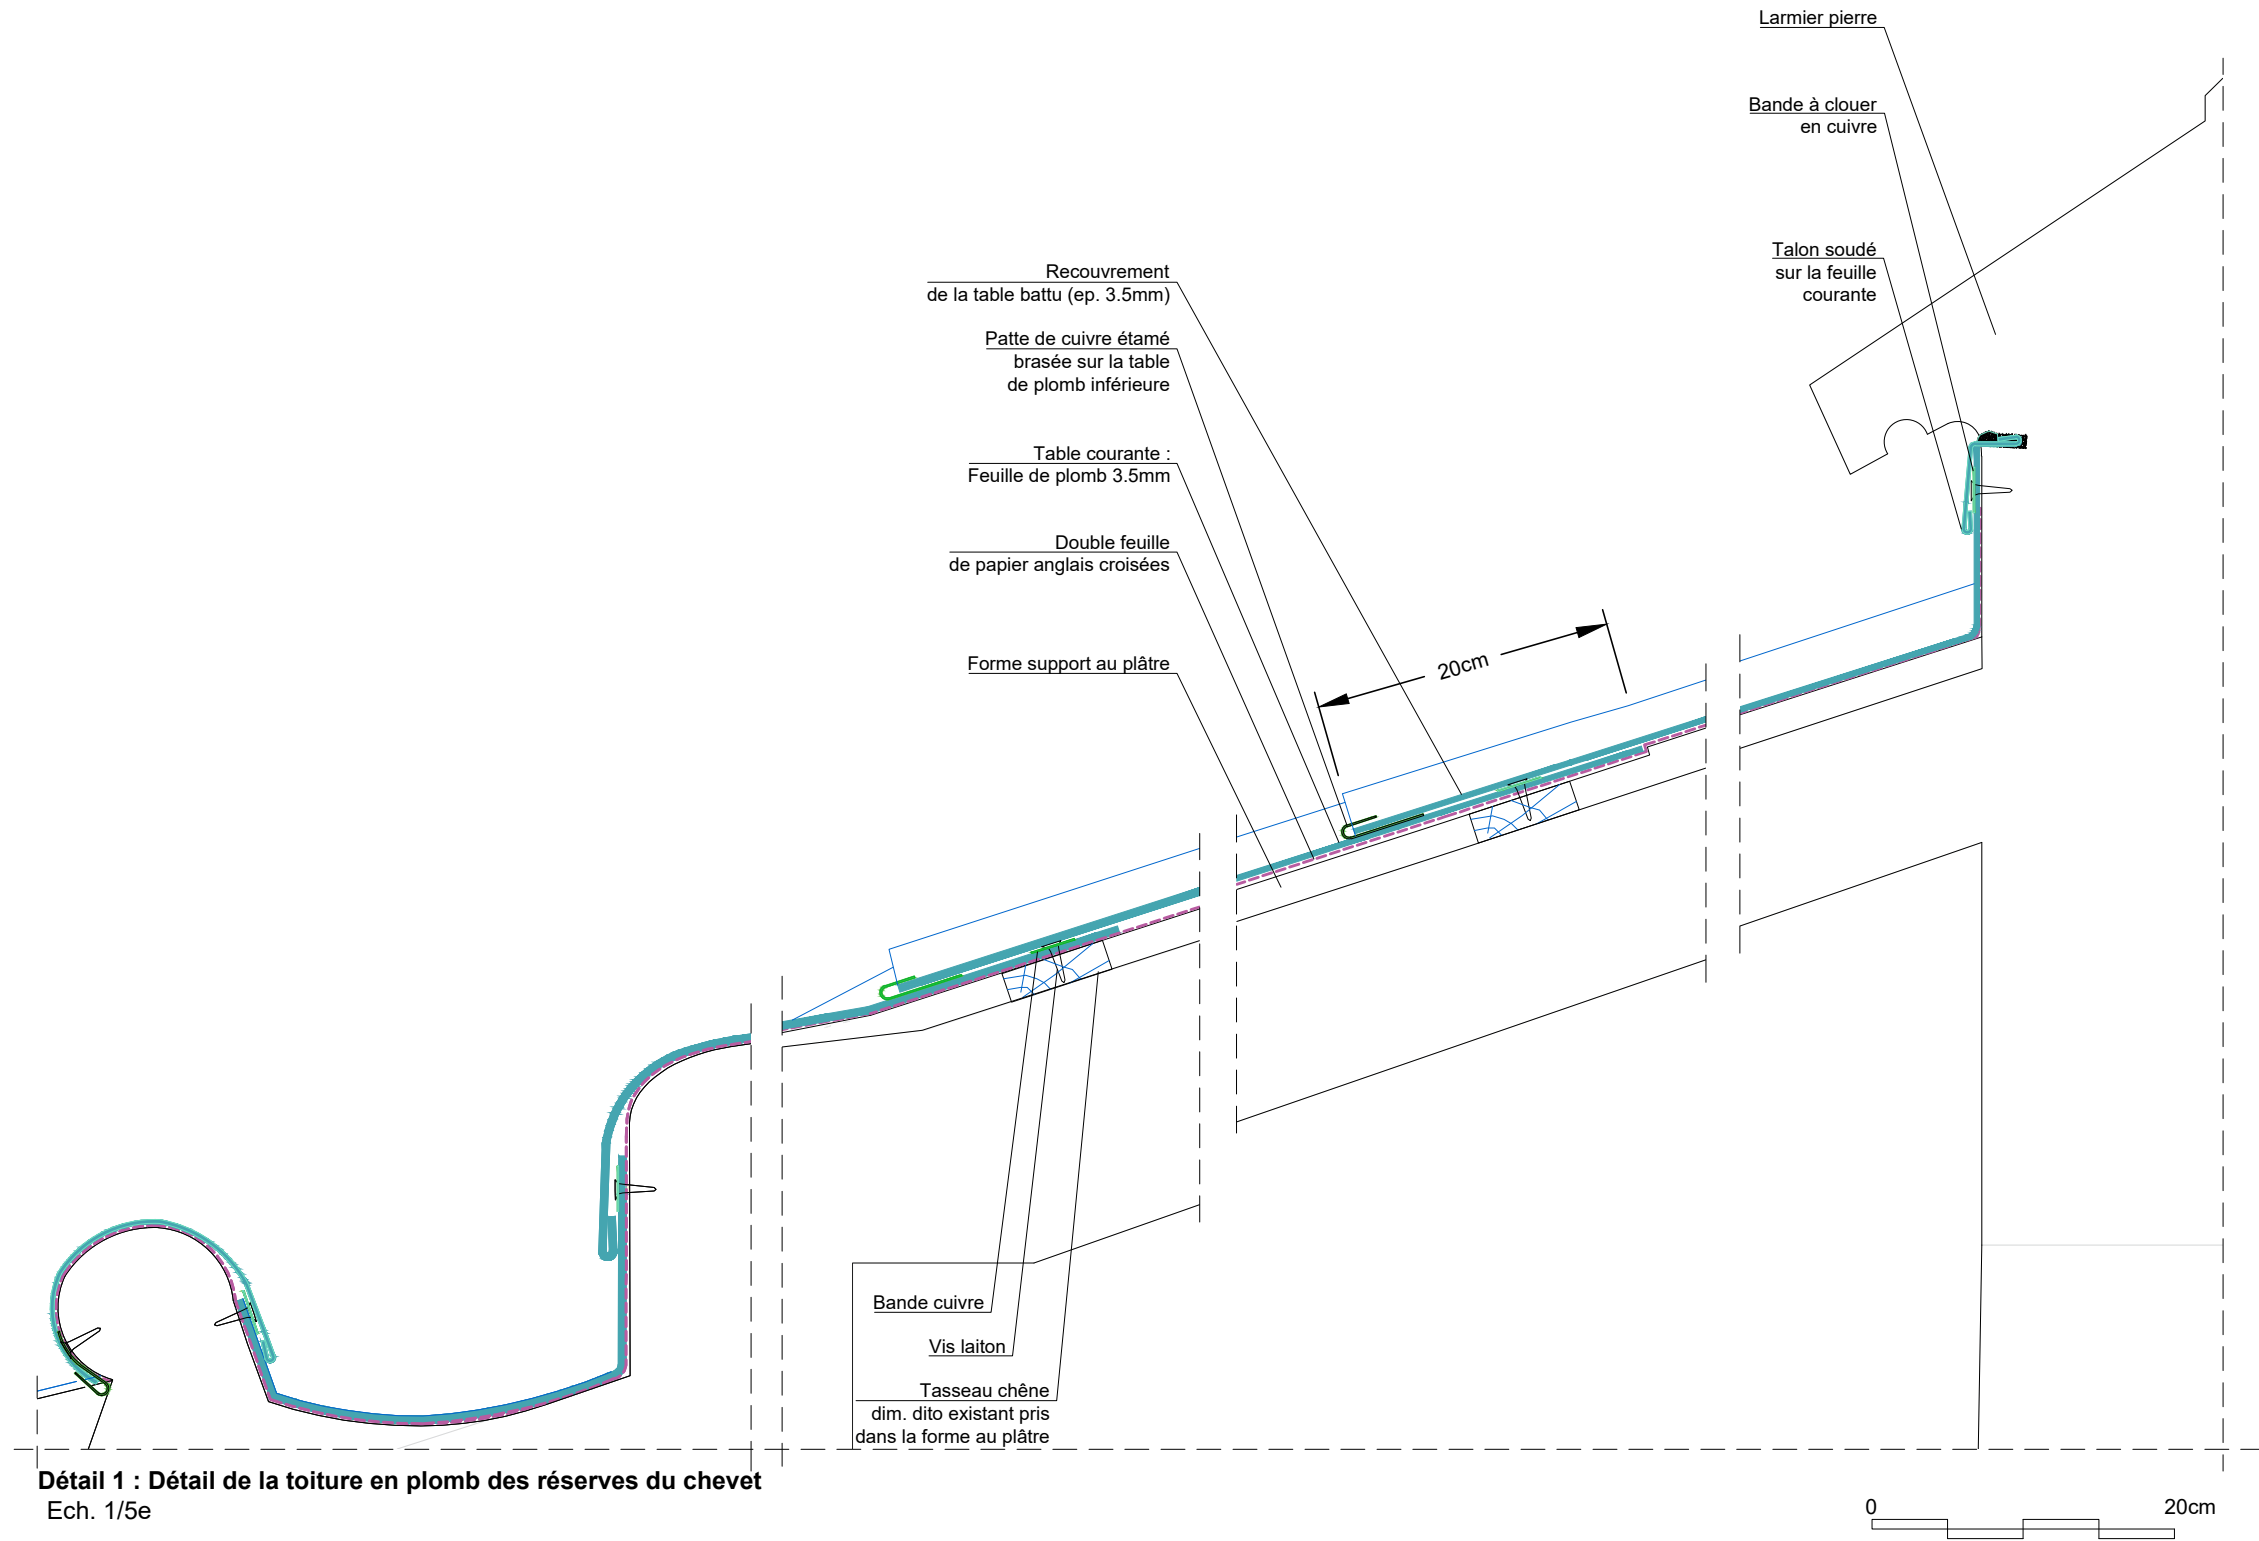 Larmier pierre
Bande à clouer
en cuivre
Talon soudé
sur la feuille
courante
Recouvrement
de la table battu (ep. 3.5mm)
Patte de cuivre étamé
brasée sur la table
de plomb inférieure
Table courante :
Feuille de plomb 3.5mm
Double feuille
de papier anglais croisées
Forme support au plâtre
20cm
Bande cuivre
Vis laiton
Tasseau chêne
dim. dito existant pris
dans la forme au plâtre
Détail 1 : Détail de la toiture en plomb des réserves du chevet
Ech. 1/5e
0 20cm